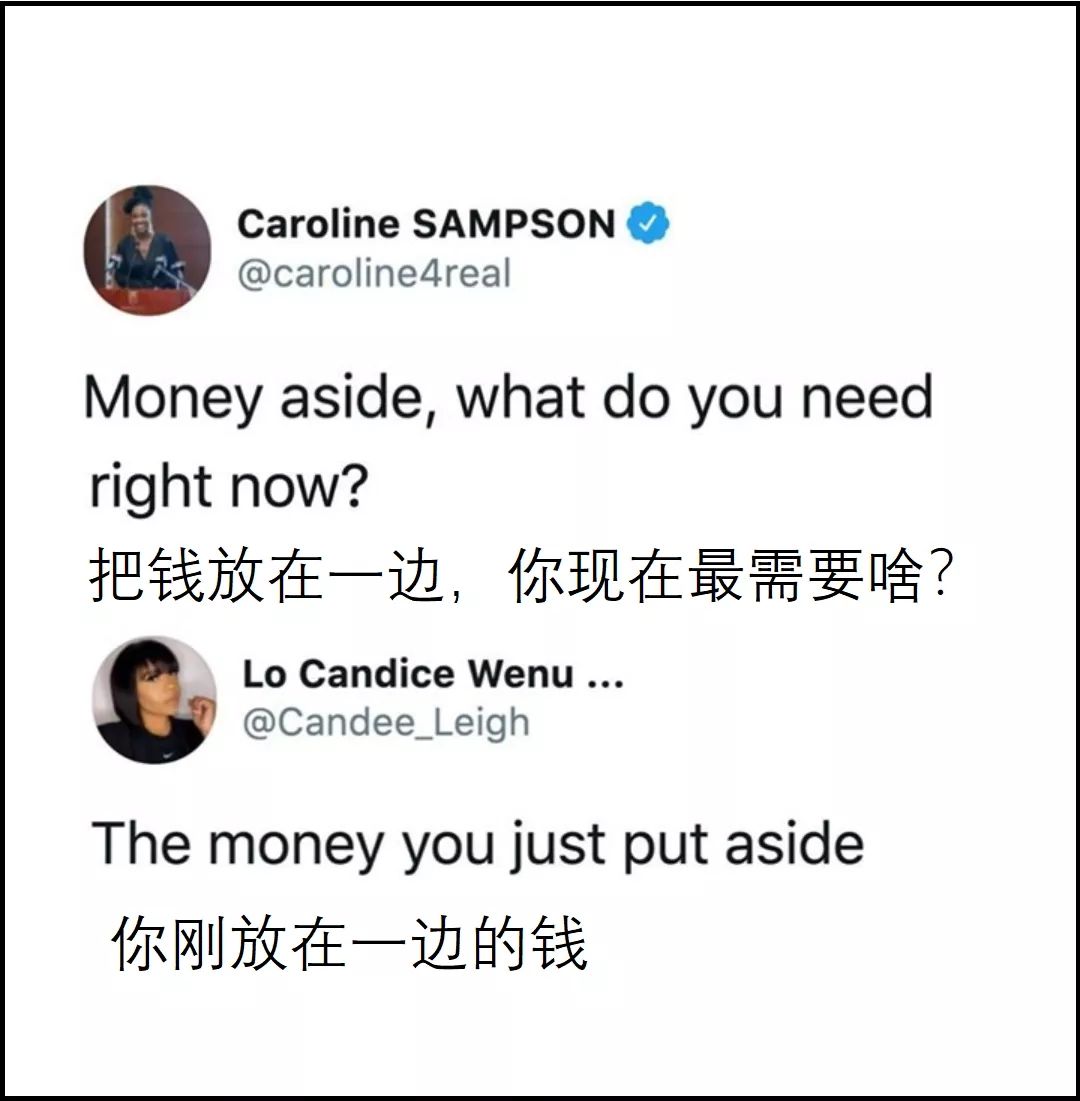 Caroline SAMPSON
@caroline4real
Money aside, what do you need
right now?
把钱放在一边，你现在最需要啥？
Lo Candice Wenu ...
@Candee_Leigh
The money you just put aside
你刚放在一边的钱